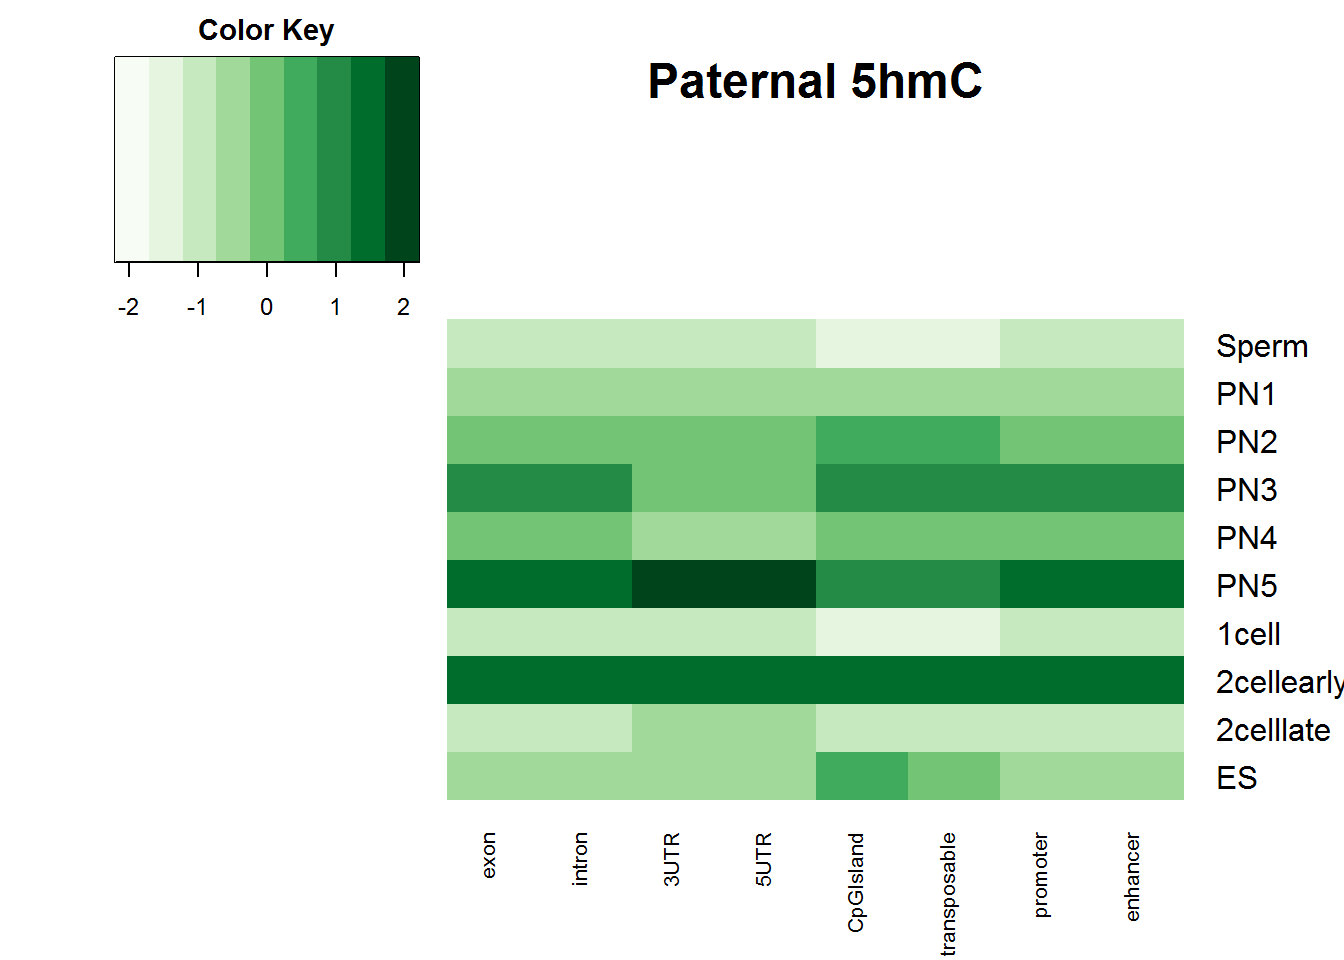 Color Key
Paternal 5hmC
-2 -1 0 1 2
Sperm
PN1
PN2
PN3
PN4
PN5
1cell
2cellearly
2celllate
ES
exon
intron
3UTR
5UTR
CpGIsland
transposable
promoter
enhancer